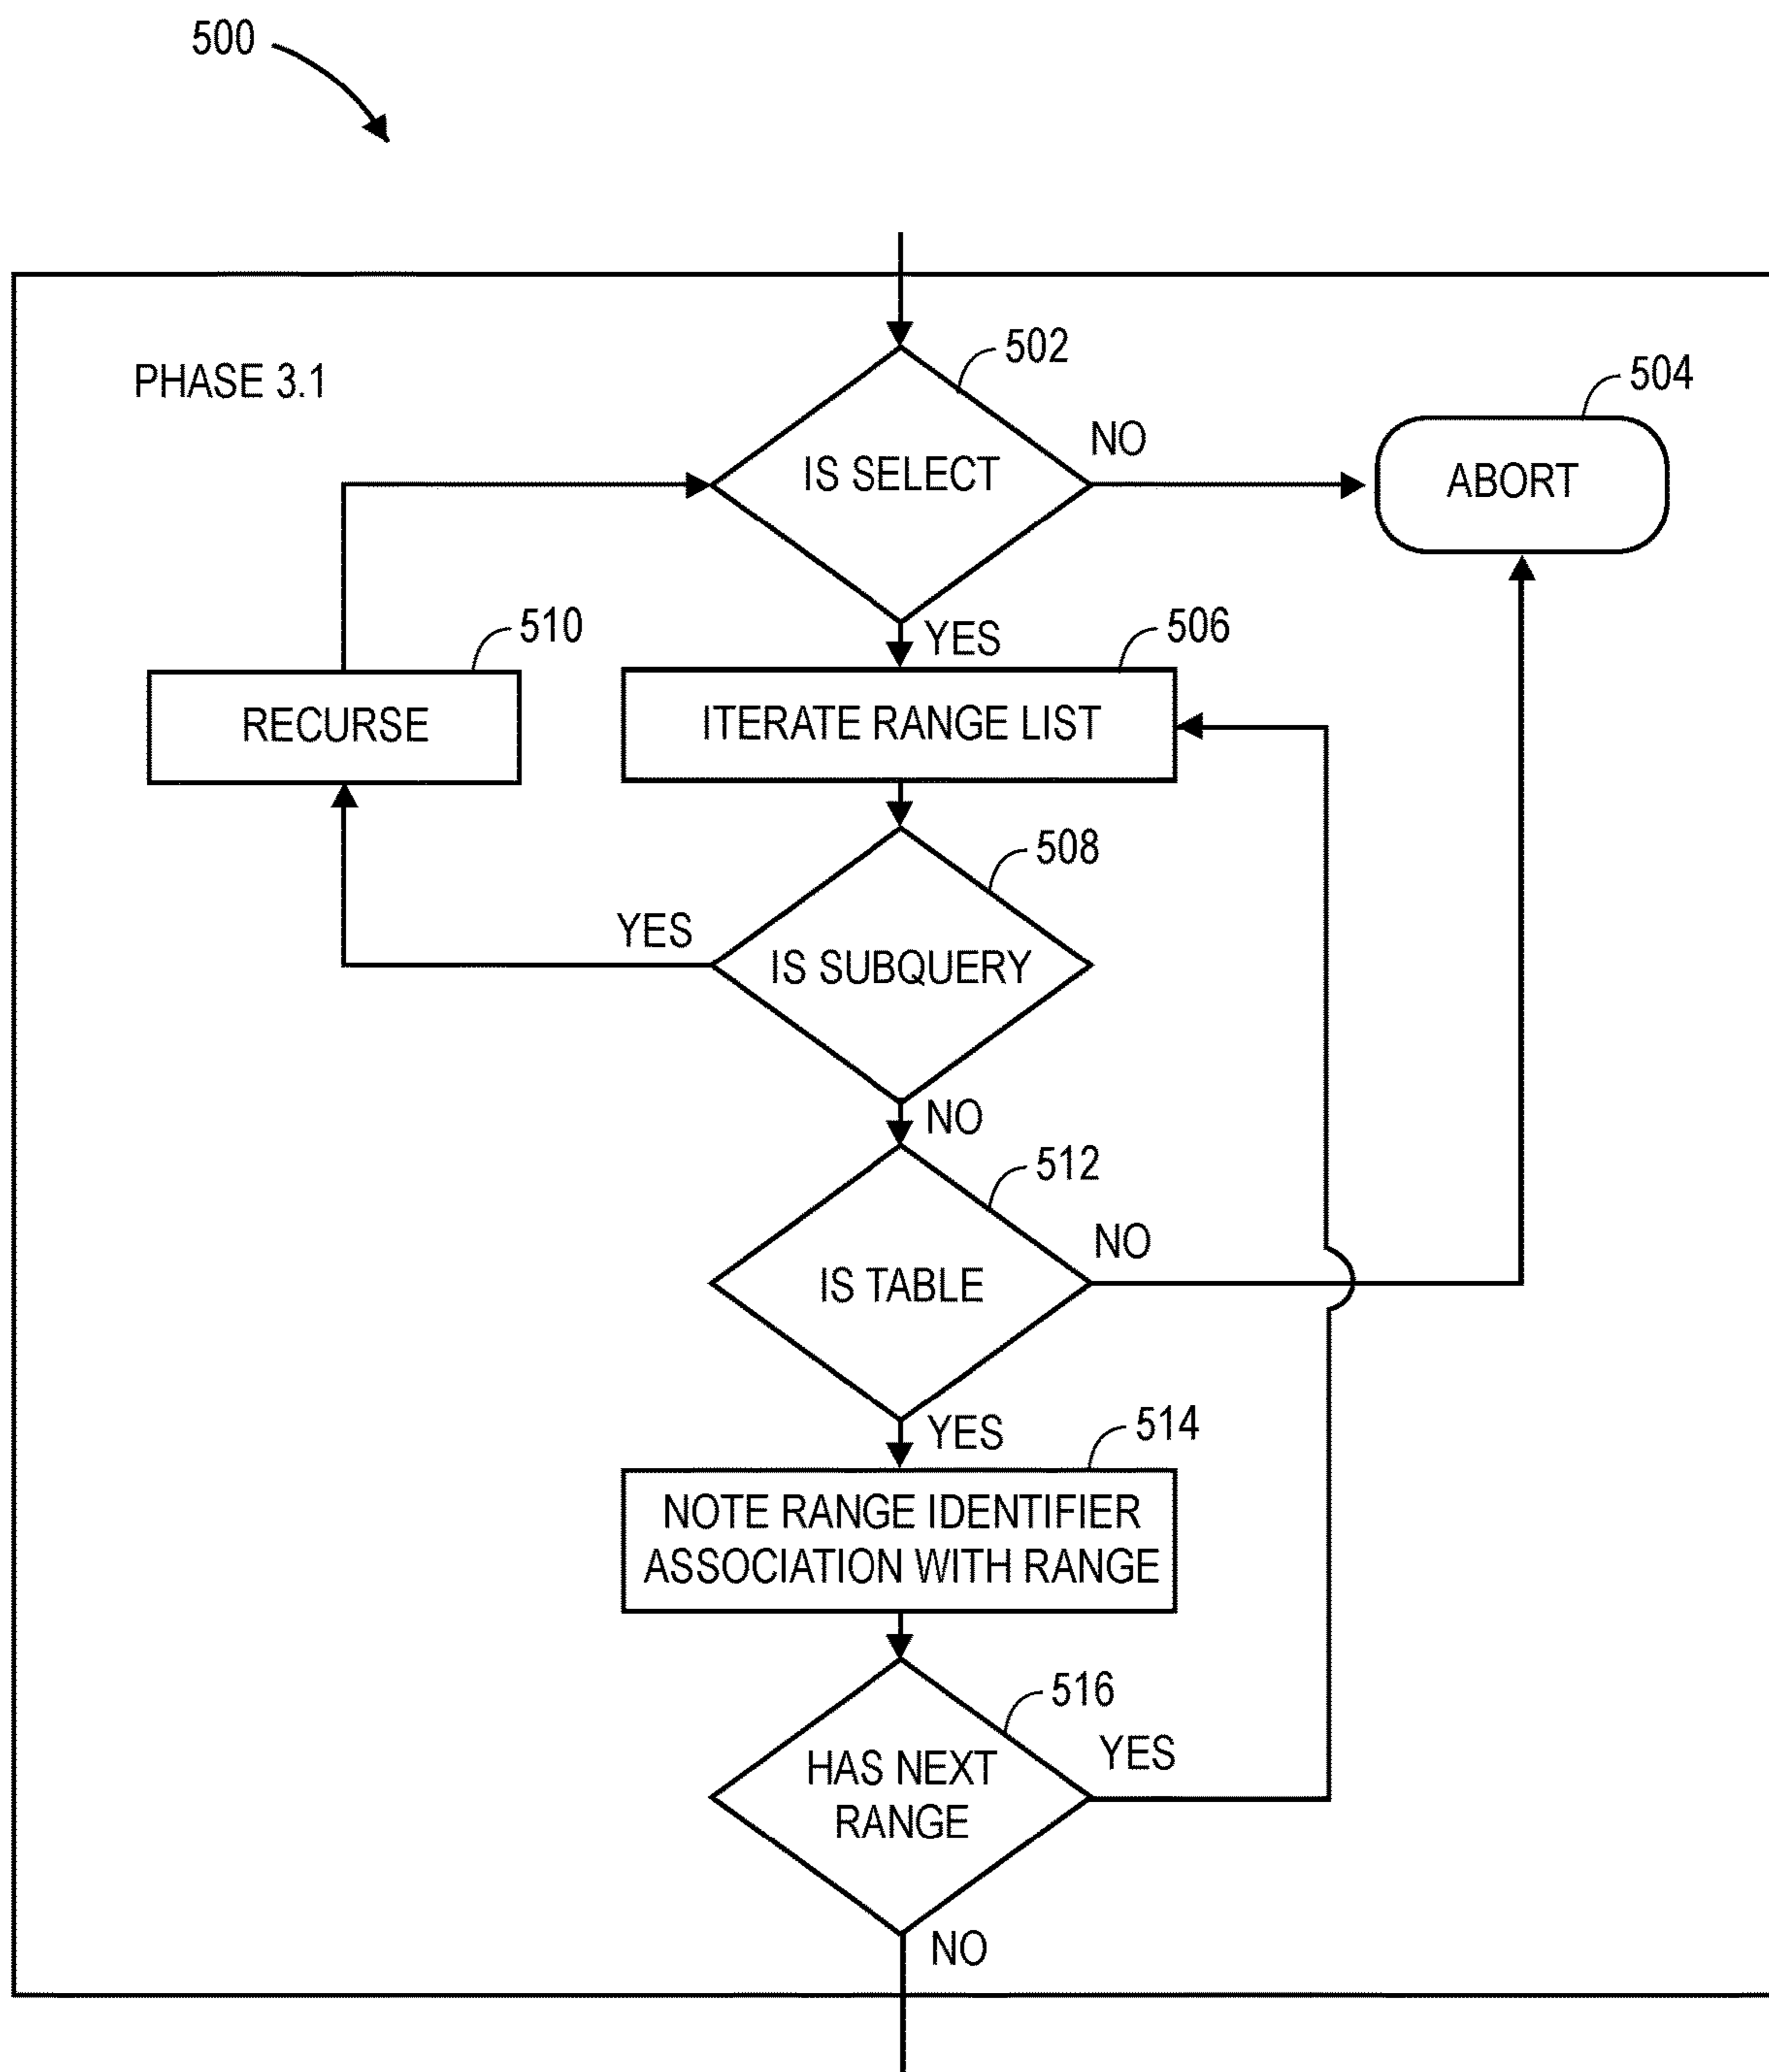 500
PHASE 3.1
502
504
IS SELECT
NO
ABORT
YES
510
506
RECURSE
ITERATE RANGE LIST
508
YES
IS SUBQUERY
NO
512
NO
IS TABLE
YES
514
NOTE RANGE IDENTIFIER
ASSOCIATION WITH RANGE
516
YES
HAS NEXT
RANGE
NO